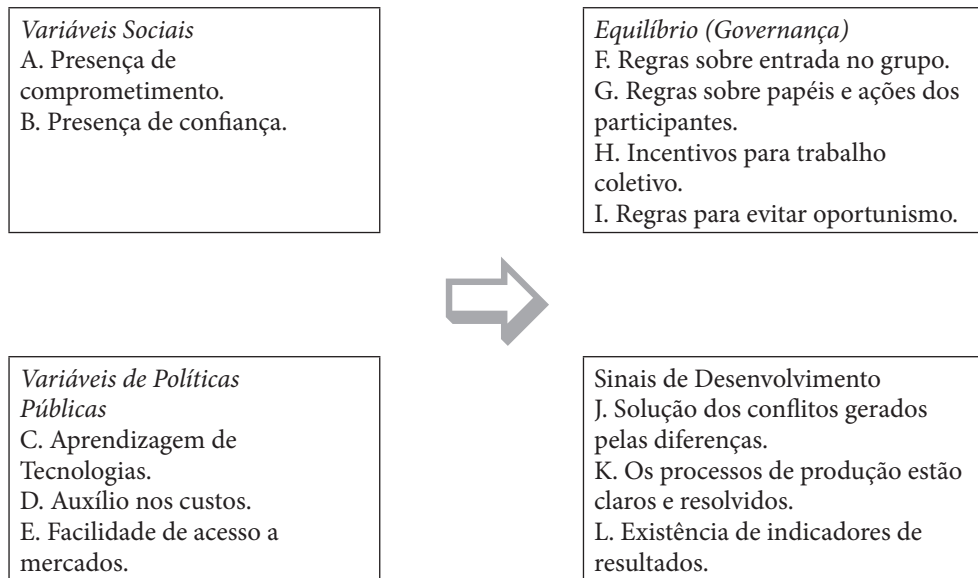 Variáveis Sociais
A. Presença de
comprometimento.
B. Presença de confiança.
Equilíbrio (Governança)
F. Regras sobre entrada no grupo.
G. Regras sobre papéis e ações dos
participantes.
H. Incentivos para trabalho
coletivo.
I. Regras para evitar oportunismo.
Variáveis de Políticas
Públicas
C. Aprendizagem de
Tecnologias.
D. Auxílio nos custos.
E. Facilidade de acesso a
mercados.
Sinais de Desenvolvimento
J. Solução dos conflitos gerados
pelas diferenças.
K. Os processos de produção estão
claros e resolvidos.
L. Existência de indicadores de
resultados.